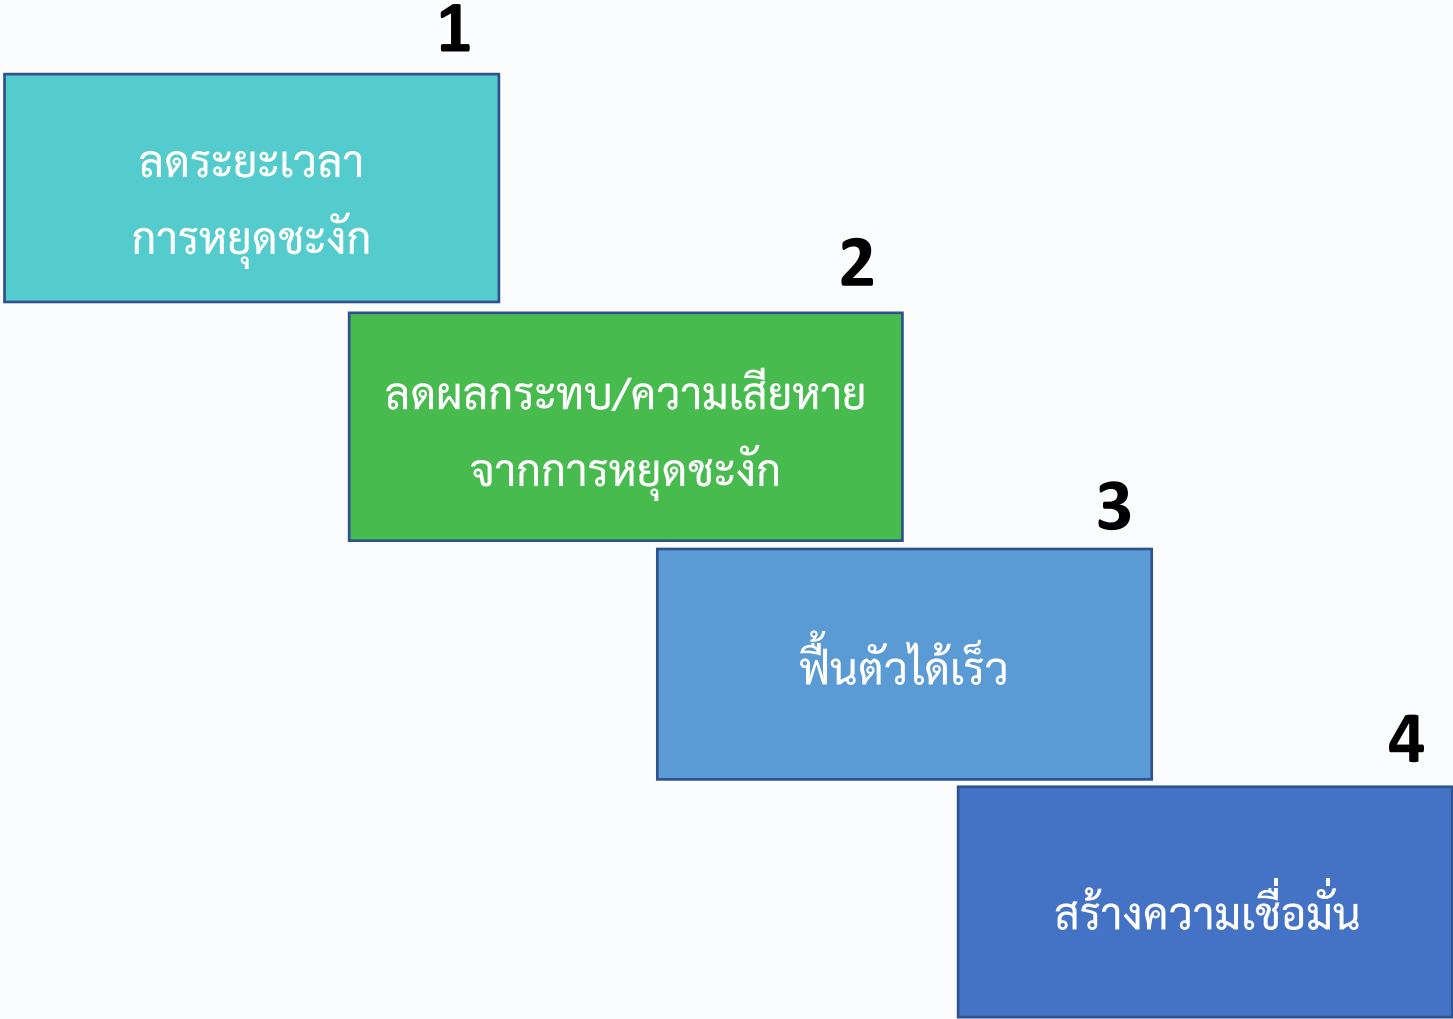 1
ลดระยะเวลา
การหยุดชะงัก
2
ลดผลกระทบ/ความเสียหาย
จากการหยุดชะงัก
3
ฟื้นตัวได้เร็ว
4
สร้างความเชื่อมั่น